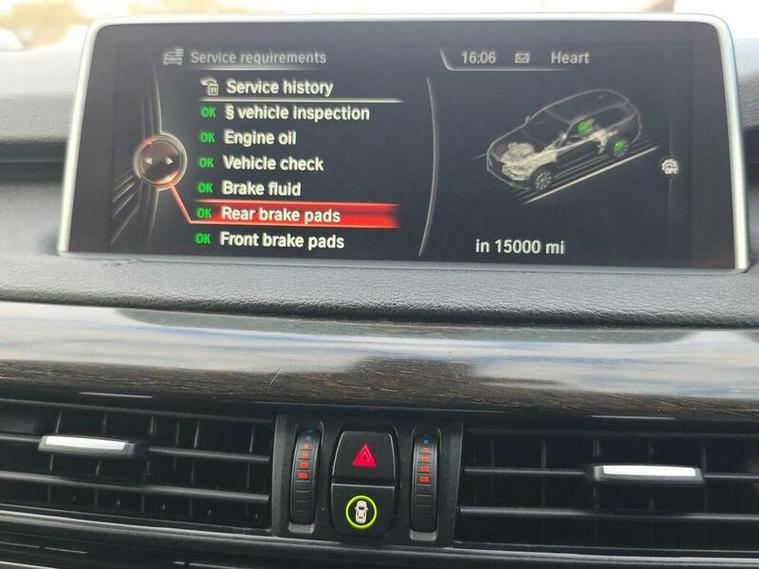 Service requirements
16:06
Heart
Service history
OK § vehicle inspection
OK Engine oil
OK Vehicle check
OK Brake fluid
OK Rear brake pads
OK Front brake pads
in 15000 mi